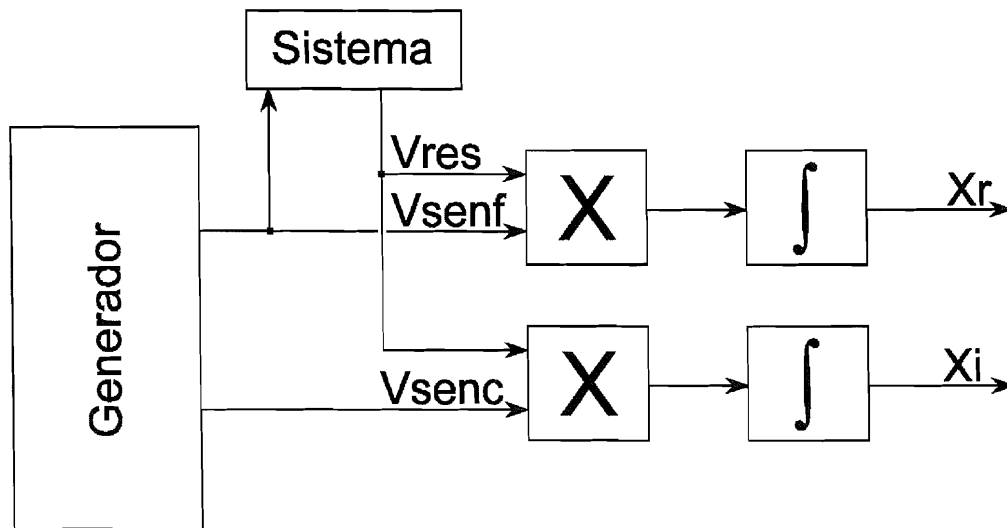 Sistema
Generador
Vres
X
∫
Xr
Vsenf
X
∫
Xi
Vsenc